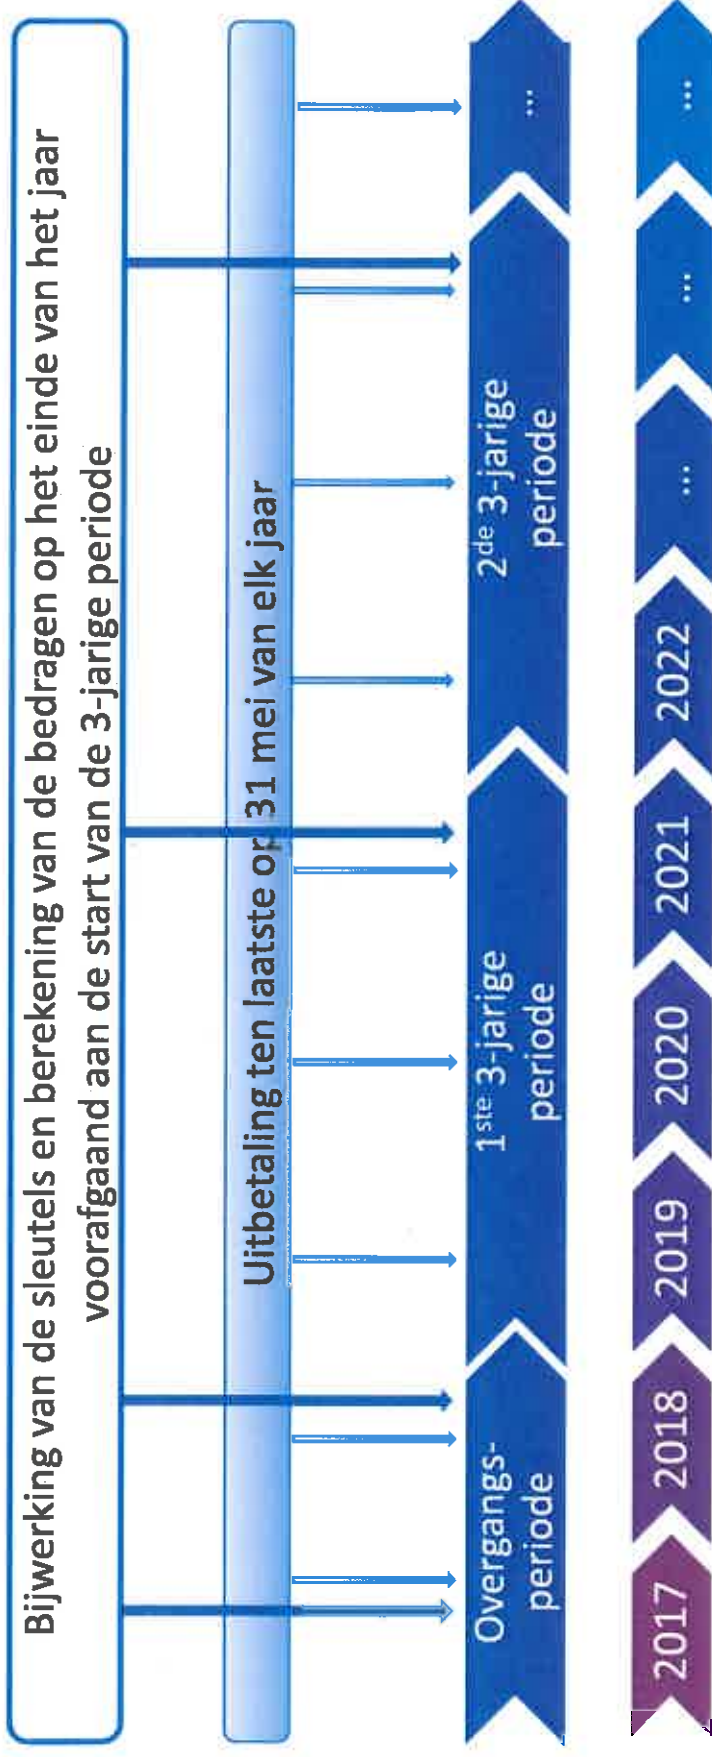 Bijwerking van de sleutels en berekening van de bedragen op het einde van het jaar
voorafgaand aan de start van de 3-jarige periode
Uitbetaling ten laatste op 31 mei van elk jaar
Overgangs-
periode
1ste 3-jarige
periode
2de 3-jarige
periode
...
2017
2018
2019
2020
2021
2022
...
...
...